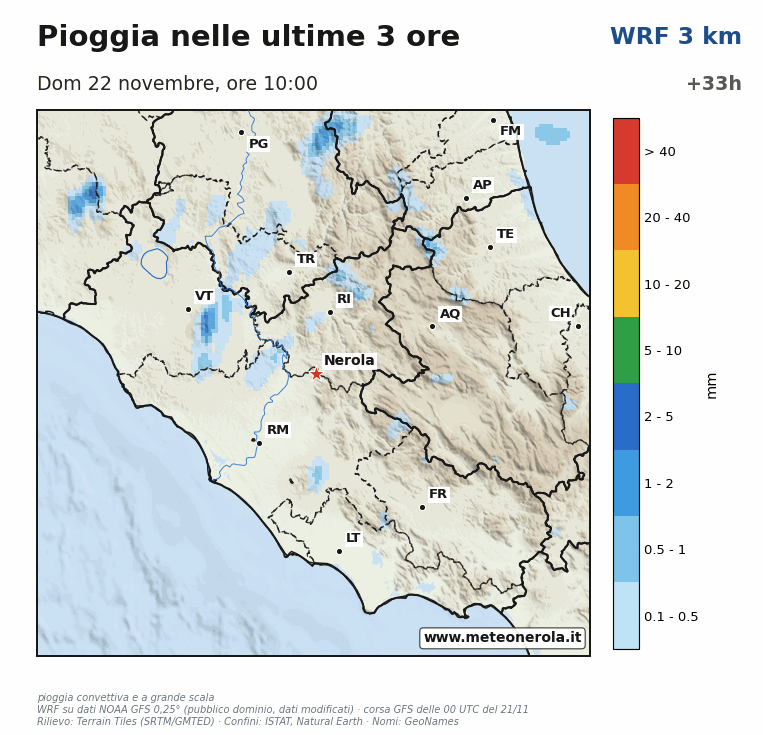 Pioggia nelle ultime 3 ore
WRF 3 km
Dom 22 novembre, ore 10:00
+33h
PG
FM
AP
TE
TR
VT
RI
AQ
CH
Nerola
RM
FR
LT
www.meteonerola.it
> 40
20 - 40
10 - 20
5 - 10
2 - 5
1 - 2
0.5 - 1
0.1 - 0.5
mm
pioggia convettiva e a grande scala
WRF su dati NOAA GFS 0,25° (pubblico dominio, dati modificati) · corsa GFS delle 00 UTC del 21/11
Rilievo: Terrain Tiles (SRTM/GMTED) · Confini: ISTAT, Natural Earth · Nomi: GeoNames